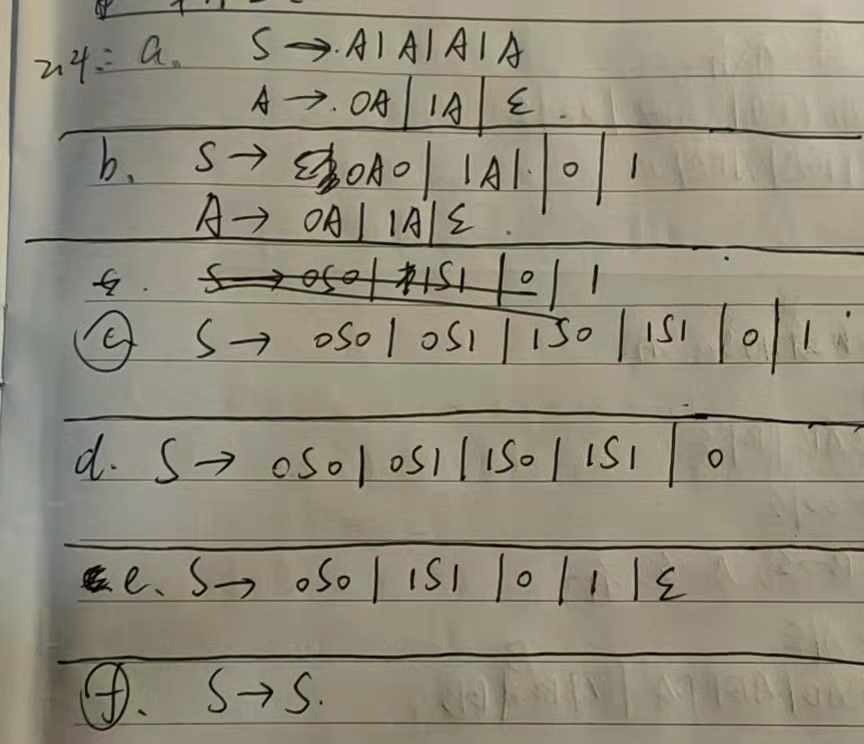 2.4: a. S → A1A1A1A
A → 0A | 1A | ε.
b. S → 0A0 | 1A1 | 0 | 1
A → 0A | 1A | ε.
S → 0S0 | 1S1 | 0 | 1
c. S → 0S0 | 0S1 | 1S0 | 1S1 | 0 | 1
d. S → 0S0 | 0S1 | 1S0 | 1S1 | 0
e. S → 0S0 | 1S1 | 0 | 1 | ε
f. S → S.